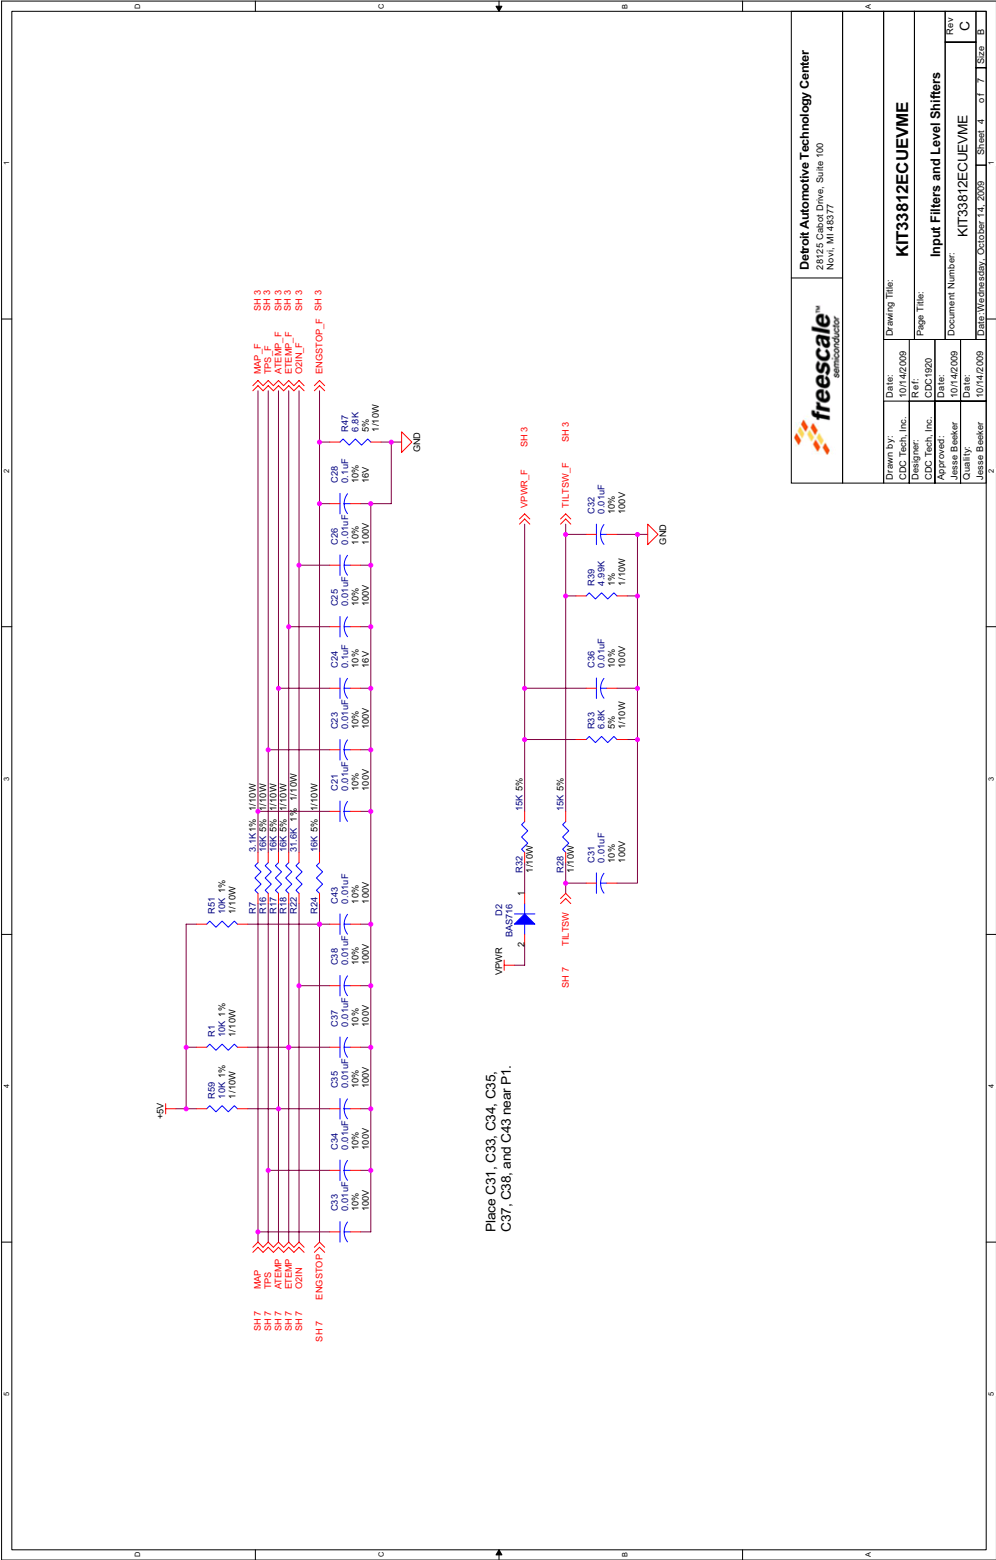 5
4
3
2
1
D
C
B
A
+5V
R59
10K 1%
1/10W
R1
10K 1%
1/10W
R51
10K 1%
1/10W
SH 7 MAP
SH 7 TPS
SH 7 ATEMP
SH 7 ETEMP
SH 7 O2IN
SH 7 ENGSTOP
R7 3.1K 1% 1/10W
R16 16K 5% 1/10W
R17 16K 5% 1/10W
R18 16K 5% 1/10W
R22 31.6K 1% 1/10W
R24 16K 5% 1/10W
MAP_F SH 3
TPS_F SH 3
ATEMP_F SH 3
ETEMP_F SH 3
O2IN_F SH 3
ENGSTOP_F SH 3
C33
0.01uF
10%
100V
C34
0.01uF
10%
100V
C35
0.01uF
10%
100V
C37
0.01uF
10%
100V
C38
0.01uF
10%
100V
C43
0.01uF
10%
100V
C21
0.01uF
10%
100V
C23
0.01uF
10%
100V
C24
0.1uF
10%
16V
C25
0.01uF
10%
100V
C26
0.01uF
10%
100V
C28
0.1uF
10%
16V
R47
6.8K
5%
1/10W
GND
Place C31, C33, C34, C35,
C37, C38, and C43 near P1.
VPWR
D2
BAS716
2
1
R32
15K 5%
1/10W
VPWR_F SH 3
SH 7 TILTSW
R28
15K 5%
1/10W
TILTSW_F SH 3
C31
0.01uF
10%
100V
R33
6.8K
5%
1/10W
C36
0.01uF
10%
100V
R39
4.99K
1%
1/10W
C32
0.01uF
10%
100V
GND
freescale™
semiconductor
Detroit Automotive Technology Center
28125 Cabot Drive, Suite 100
Novi, MI 48377
Drawn by:
CDC Tech, Inc.
Date:
10/14/2009
Drawing Title:
KIT33812ECUEVME
Designer:
CDC Tech, Inc.
Ref:
CDC1920
Page Title:
Input Filters and Level Shifters
Approved:
Jesse Beeker
Date:
10/14/2009
Document Number:
KIT33812ECUEVME
Rev
C
Quality:
Jesse Beeker
Date:
10/14/2009
Date: Wednesday, October 14, 2009
Sheet 4 of 7
Size B
5
4
3
2
1
D
C
B
A